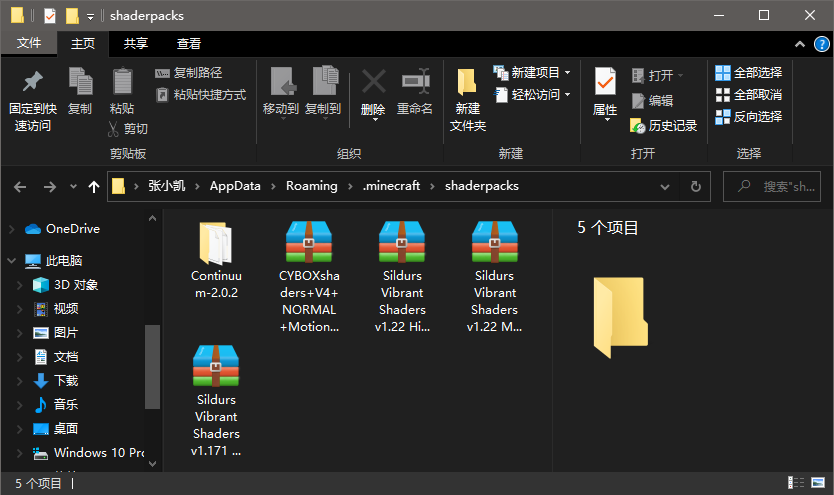 shaderpacks
文件
主页
共享
查看
固定到快
速访问
复制
粘贴
复制路径
粘贴快捷方式
剪切
剪贴板
移动到
复制到
删除
重命名
组织
新建
文件夹
新建项目
轻松访问
新建
属性
打开
编辑
历史记录
打开
全部选择
全部取消
反向选择
选择
张小凯
AppData
Roaming
.minecraft
shaderpacks
搜索"sh...
OneDrive
此电脑
3D 对象
视频
图片
文档
下载
音乐
桌面
Windows 10 Pro
Continuu
m-2.0.2
CYBOXsha
ders+V4+
NORMAL
+Motion...
Sildurs
Vibrant
Shaders
v1.22 Hi...
Sildurs
Vibrant
Shaders
v1.22 M...
Sildurs
Vibrant
Shaders
v1.171 ...
5 个项目
5 个项目